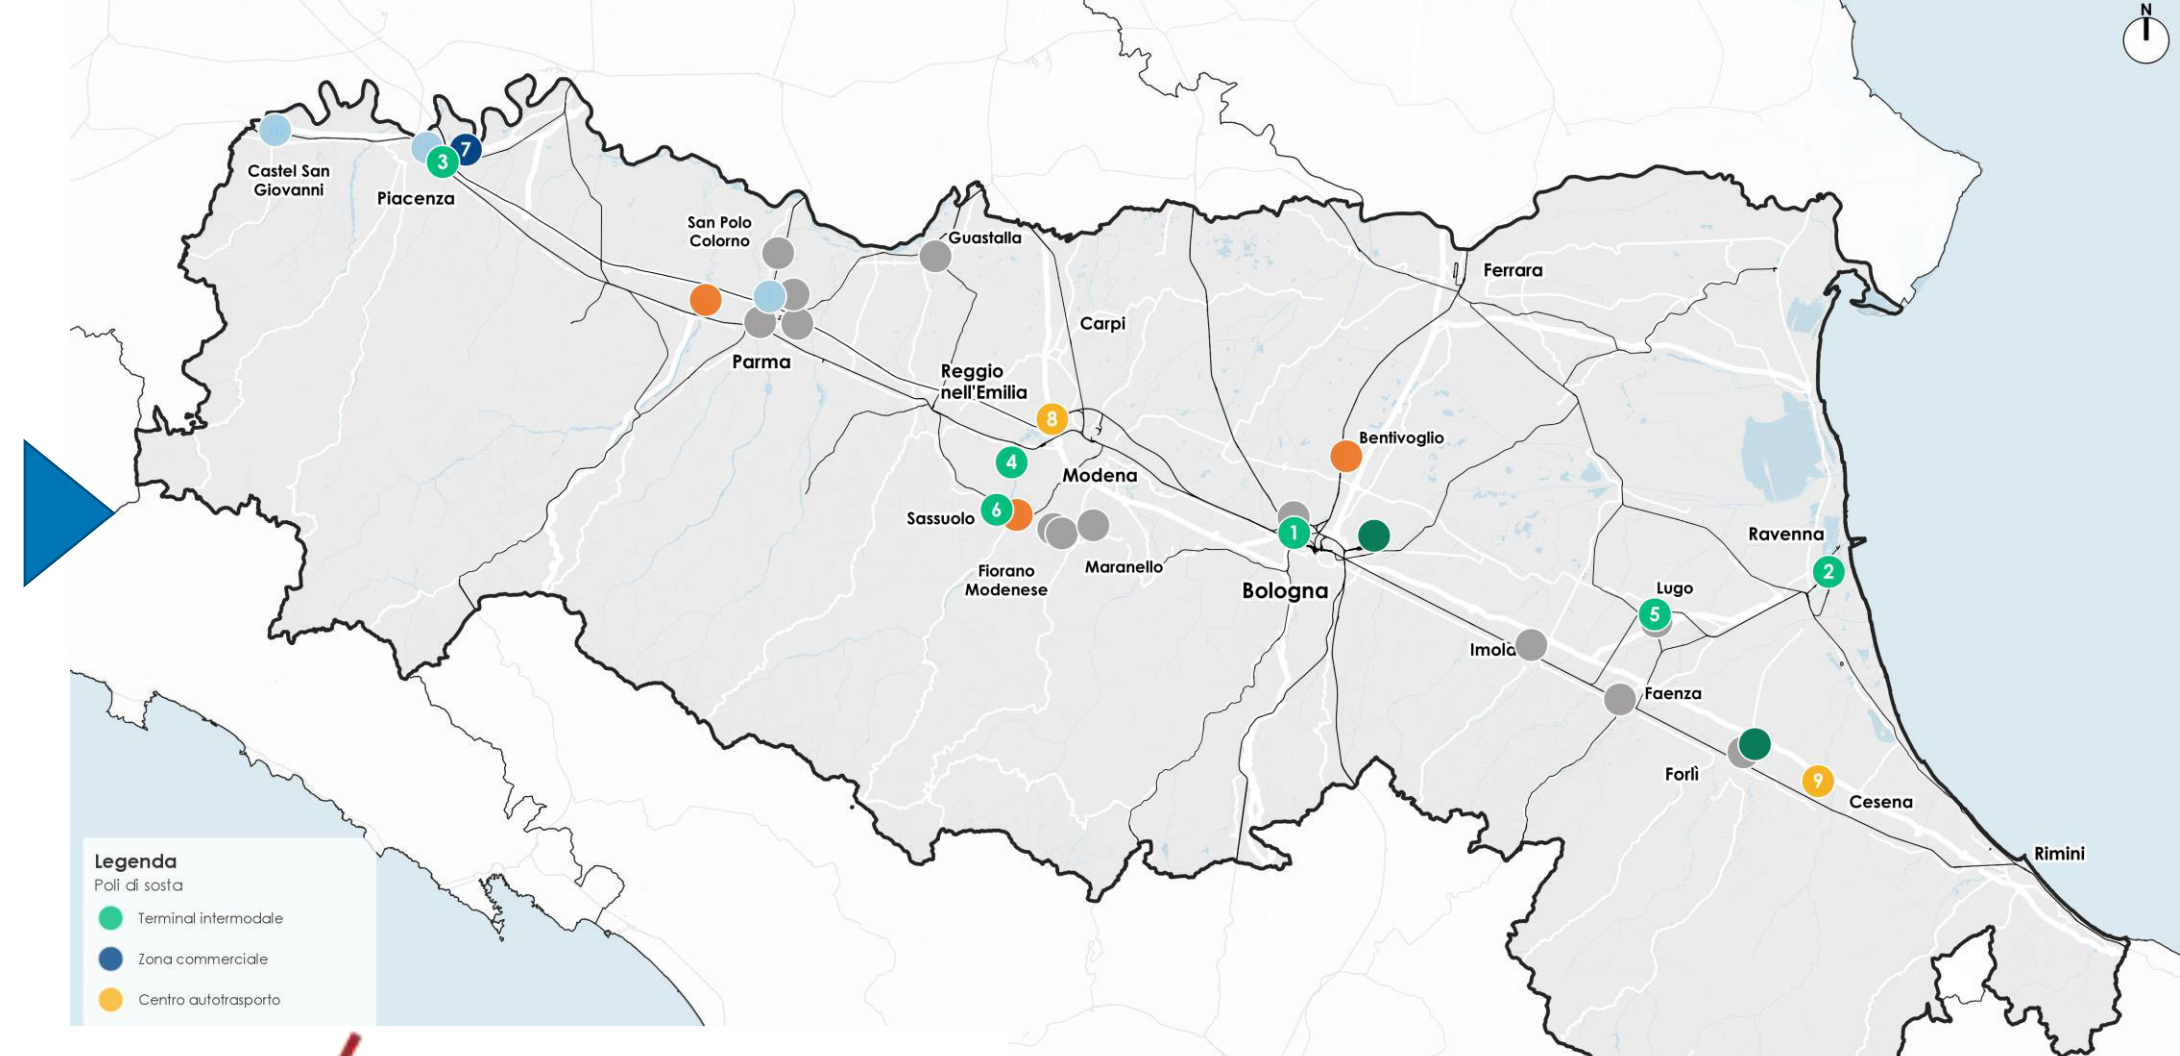 N
10
7
3
Castel San
Giovanni
Piacenza
San Polo
Colorno
Guastalla
Ferrara
Carpi
Parma
Reggio
nell'Emilia
8
Bentivoglio
4
Modena
6
Sassuolo
1
Ravenna
Fiorano
Modenese
Maranello
2
Bologna
Lugo
5
Imola
Faenza
Forlì
9
Cesena
Rimini
Legenda
Poli di sosta
Terminal intermodale
Zona commerciale
Centro autotrasporto